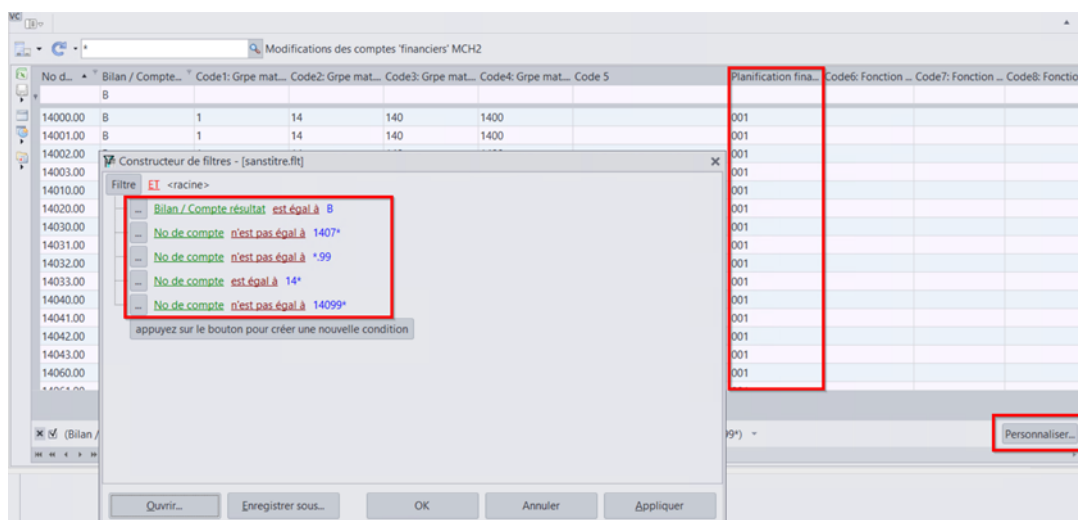 VC
* Modifications des comptes 'financiers' MCH2
No d... Bilan / Compte... Code1: Grpe mat... Code2: Grpe mat... Code3: Grpe mat... Code4: Grpe mat... Code 5 Planification fina... Code6: Fonction ... Code7: Fonction ... Code8: Fonctio
B
14000.00 B 1 14 140 1400 001
14001.00 B 1 14 140 1400 001
14002.00 001
14003.00 001
14010.00 001
14020.00 001
14030.00 001
14031.00 001
14032.00 001
14033.00 001
14040.00 001
14041.00 001
14042.00 001
14043.00 001
14060.00 001
Constructeur de filtres - [sanstitre.flt]
Filtre ET <racine>
... Bilan / Compte résultat est égal à B
... No de compte n'est pas égal à 1407*
... No de compte n'est pas égal à *.99
... No de compte est égal à 14*
... No de compte n'est pas égal à 14099*
appuyez sur le bouton pour créer une nouvelle condition
(Bilan / 99*) Personnaliser...
Ouvrir... Enregistrer sous... OK Annuler Appliquer